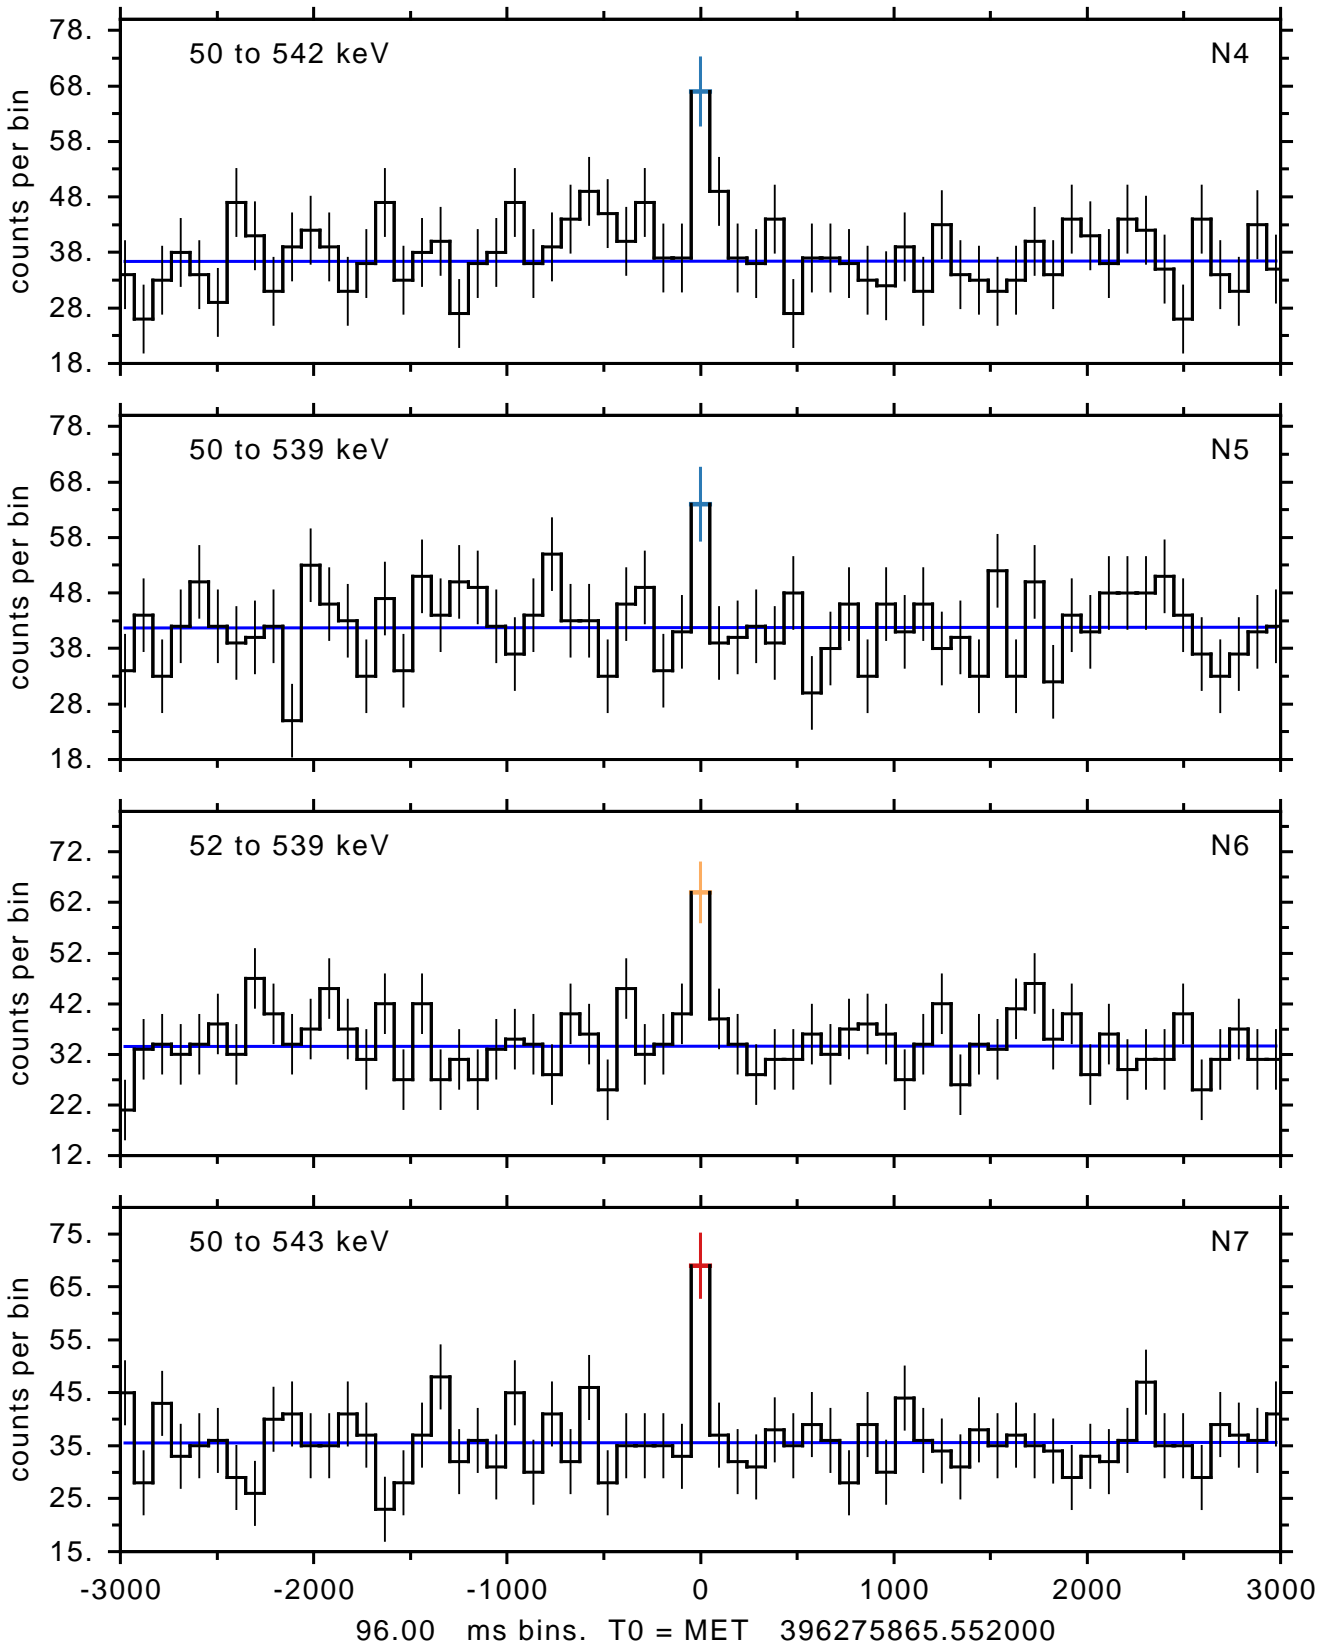 50 to 542 keV N4
78.
68.
58.
48.
38.
28.
18.
counts per bin
50 to 539 keV N5
78.
68.
58.
48.
38.
28.
18.
counts per bin
52 to 539 keV N6
72.
62.
52.
42.
32.
22.
12.
counts per bin
50 to 543 keV N7
75.
65.
55.
45.
35.
25.
15.
counts per bin
-3000 -2000 -1000 0 1000 2000 3000
96.00 ms bins. T0 = MET 396275865.552000